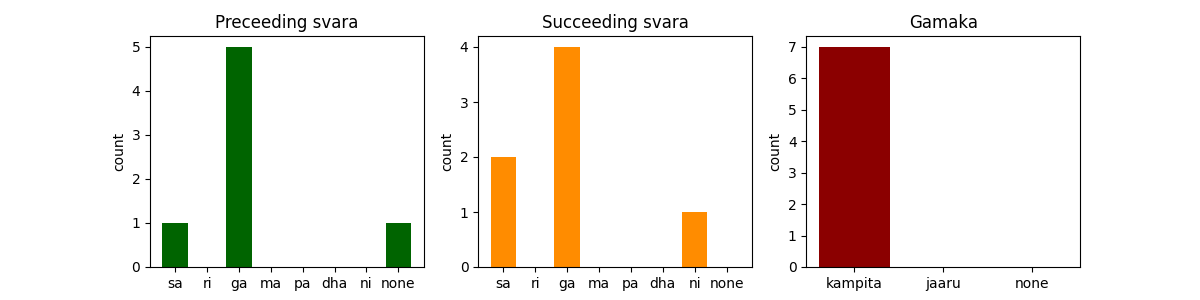 Preceeding svara
count
5
4
3
2
1
0
sa ri ga ma pa dha ni none
Succeeding svara
count
4
3
2
1
0
sa ri ga ma pa dha ni none
Gamaka
count
7
6
5
4
3
2
1
0
kampita jaaru none